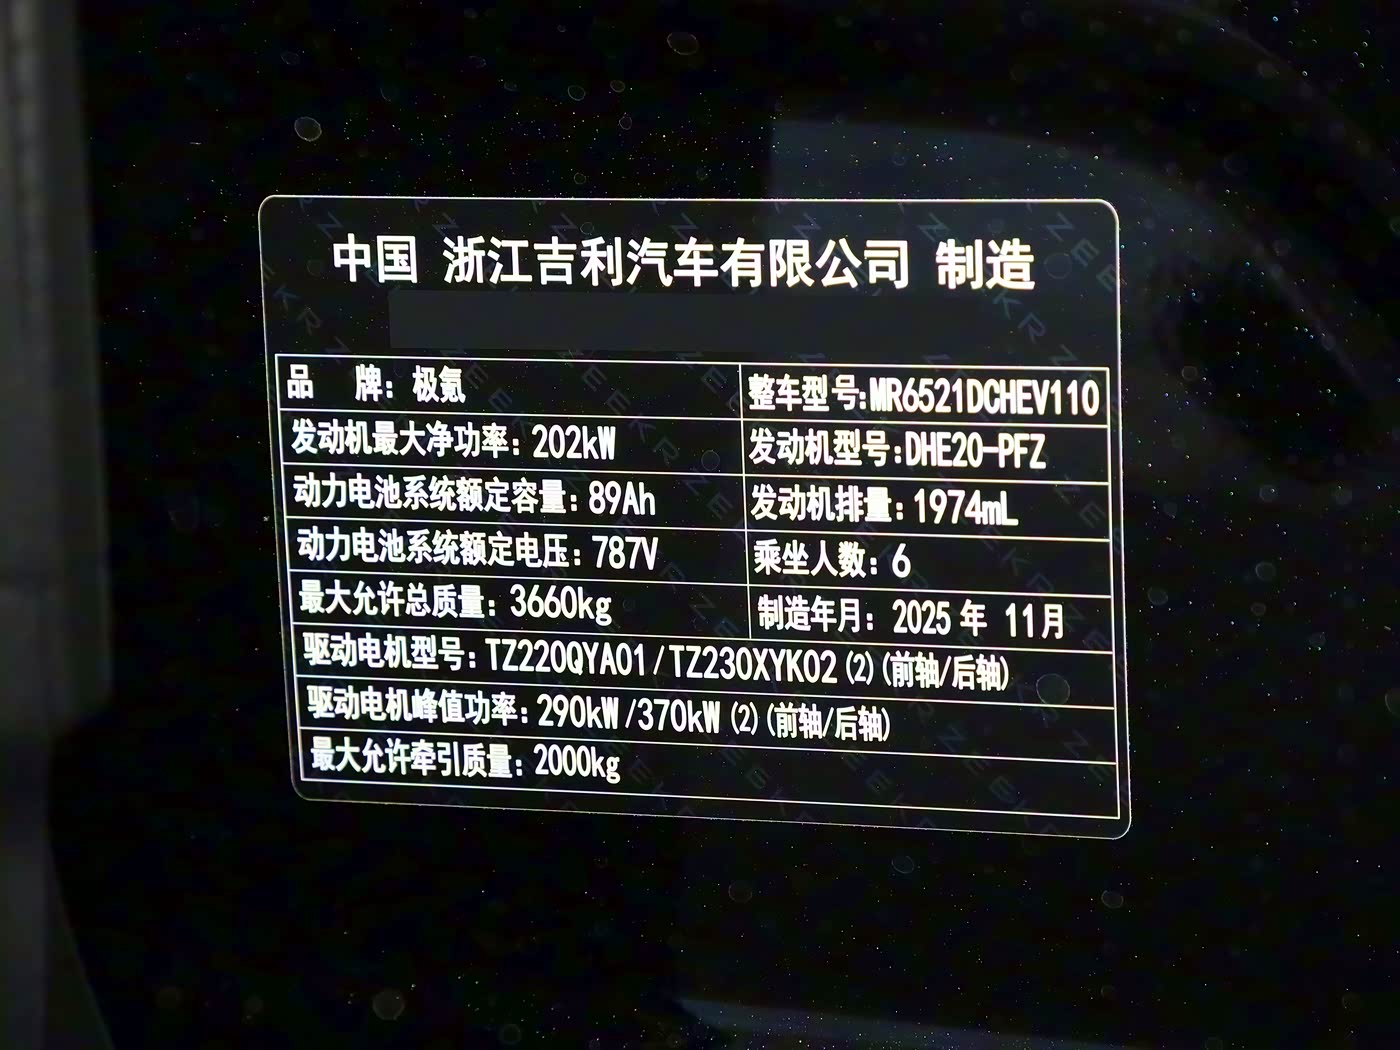 中国 浙江吉利汽车有限公司 制造
品 牌：极氪 整车型号:MR6521DCHEV110
发动机最大净功率：202kW 发动机型号:DHE20-PFZ
动力电池系统额定容量：89Ah 发动机排量：1974mL
动力电池系统额定电压：787V 乘坐人数：6
最大允许总质量：3660kg 制造年月：2025年 11月
驱动电机型号：TZ220QYA01/TZ230XYK02(2)(前轴/后轴)
驱动电机峰值功率：290kW/370kW(2)(前轴/后轴)
最大允许牵引质量：2000kg
ZEEKR